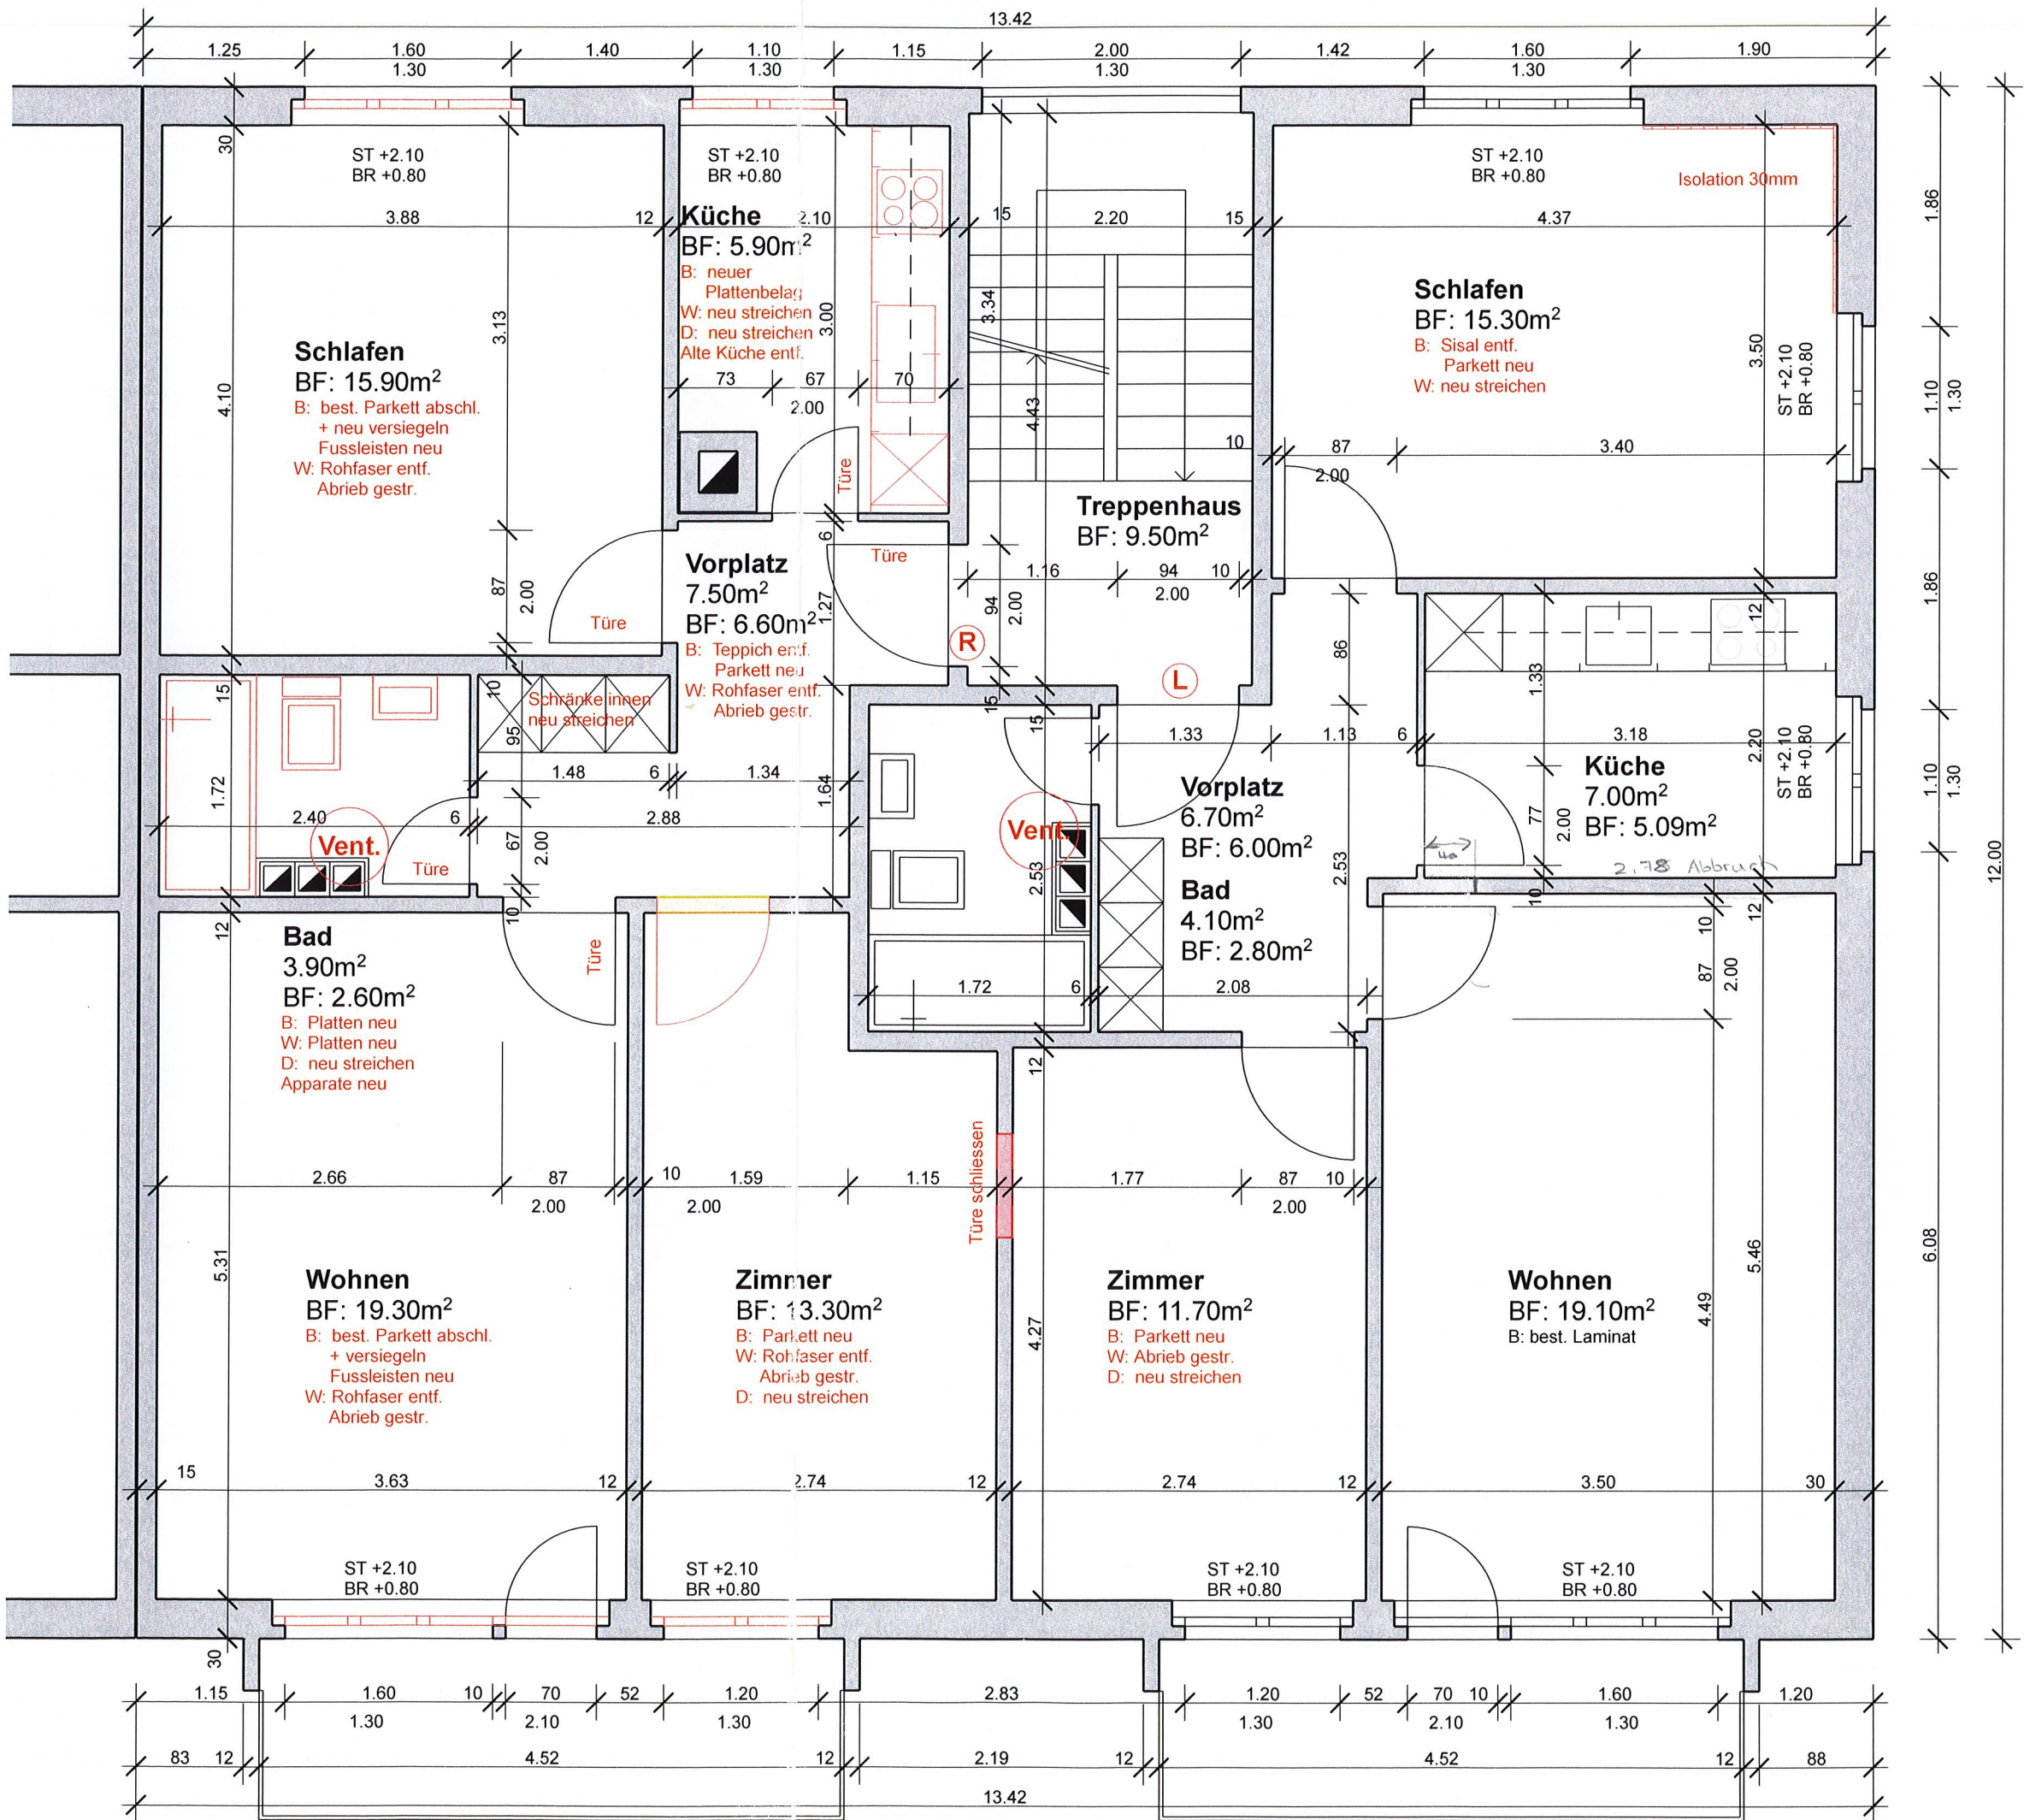 13.42
1.25 1.60 1.40 1.10 1.15 2.00 1.42 1.60 1.90
1.30 1.30 1.30 1.30
30
ST +2.10
BR +0.80
ST +2.10
BR +0.80
ST +2.10
BR +0.80
Isolation 30mm
3.88 12 2.10 15 2.20 15 4.37
1.86
Küche
BF: 5.90m²
B: neuer
Plattenbelag
W: neu streichen
D: neu streichen
Alte Küche entf.
3.13
3.00
3.34
4.43
4.10
Schlafen
BF: 15.90m²
B: best. Parkett abschl.
+ neu versiegeln
Fussleisten neu
W: Rohfaser entf.
Abrieb gestr.
73 67 70
2.00
Türe
Schlafen
BF: 15.30m²
B: Sisal entf.
Parkett neu
W: neu streichen
3.50
ST +2.10
BR +0.80
1.10
1.30
10
87 3.40
2.00
Treppenhaus
BF: 9.50m²
6
Türe
Vorplatz
7.50m²
BF: 6.60m²
B: Teppich entf.
Parkett neu
W: Rohfaser entf.
Abrieb gestr.
1.27
87
2.00
Türe
1.16 94 10
2.00
94
2.00
R
L
86
12
1.86
15
10
Schränke innen
neu streichen
95
15
15
1.33
1.33 1.13 6 3.18
1.48 6 1.34
1.72
1.64
2.40 6 2.88
Vent.
67
2.00
Türe
Vent.
2.53
Vorplatz
6.70m²
BF: 6.00m²
Bad
4.10m²
BF: 2.80m²
2.53
Küche
7.00m²
BF: 5.09m²
2.20
ST +2.10
BR +0.80
1.10
1.30
77
2.00
40
2.78 Abbruch
12.00
12
10
10
12
10
Bad
3.90m²
BF: 2.60m²
B: Platten neu
W: Platten neu
D: neu streichen
Apparate neu
Türe
1.72 6 2.08
87
2.00
12
Türe schliessen
2.66 87 10 1.59 1.15 1.77 87 10
2.00 2.00 2.00
5.31
4.27
4.49
5.46
6.08
Wohnen
BF: 19.30m²
B: best. Parkett abschl.
+ versiegeln
Fussleisten neu
W: Rohfaser entf.
Abrieb gestr.
Zimmer
BF: 13.30m²
B: Parkett neu
W: Rohfaser entf.
Abrieb gestr.
D: neu streichen
Zimmer
BF: 11.70m²
B: Parkett neu
W: Abrieb gestr.
D: neu streichen
Wohnen
BF: 19.10m²
B: best. Laminat
15 3.63 12 2.74 12 2.74 12 3.50 30
ST +2.10
BR +0.80
ST +2.10
BR +0.80
ST +2.10
BR +0.80
ST +2.10
BR +0.80
30
1.15 1.60 10 70 52 1.20 2.83 1.20 52 70 10 1.60 1.20
1.30 2.10 1.30 1.30 2.10 1.30
83 12 4.52 12 2.19 12 4.52 12 88
13.42